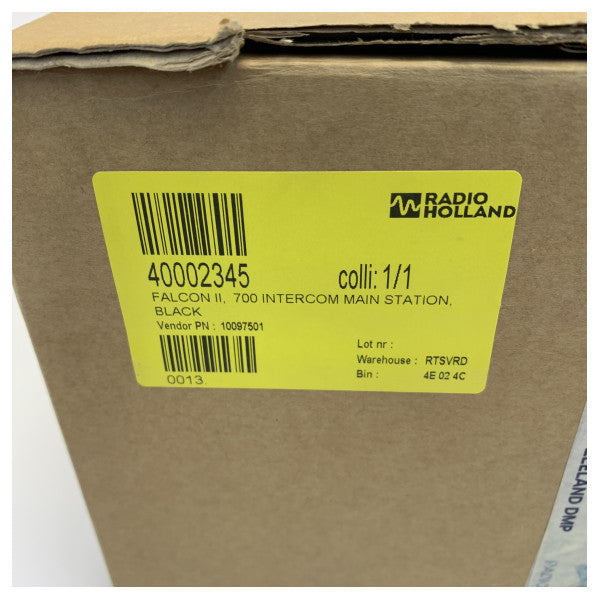 RADIO
HOLLAND
40002345 colli: 1/1
FALCON II, 700 INTERCOM MAIN STATION,
BLACK
Vendor PN : 10097501
Lot nr :
Warehouse : RTSVRD
0013.
Bin : 4E 02 4C
DMP